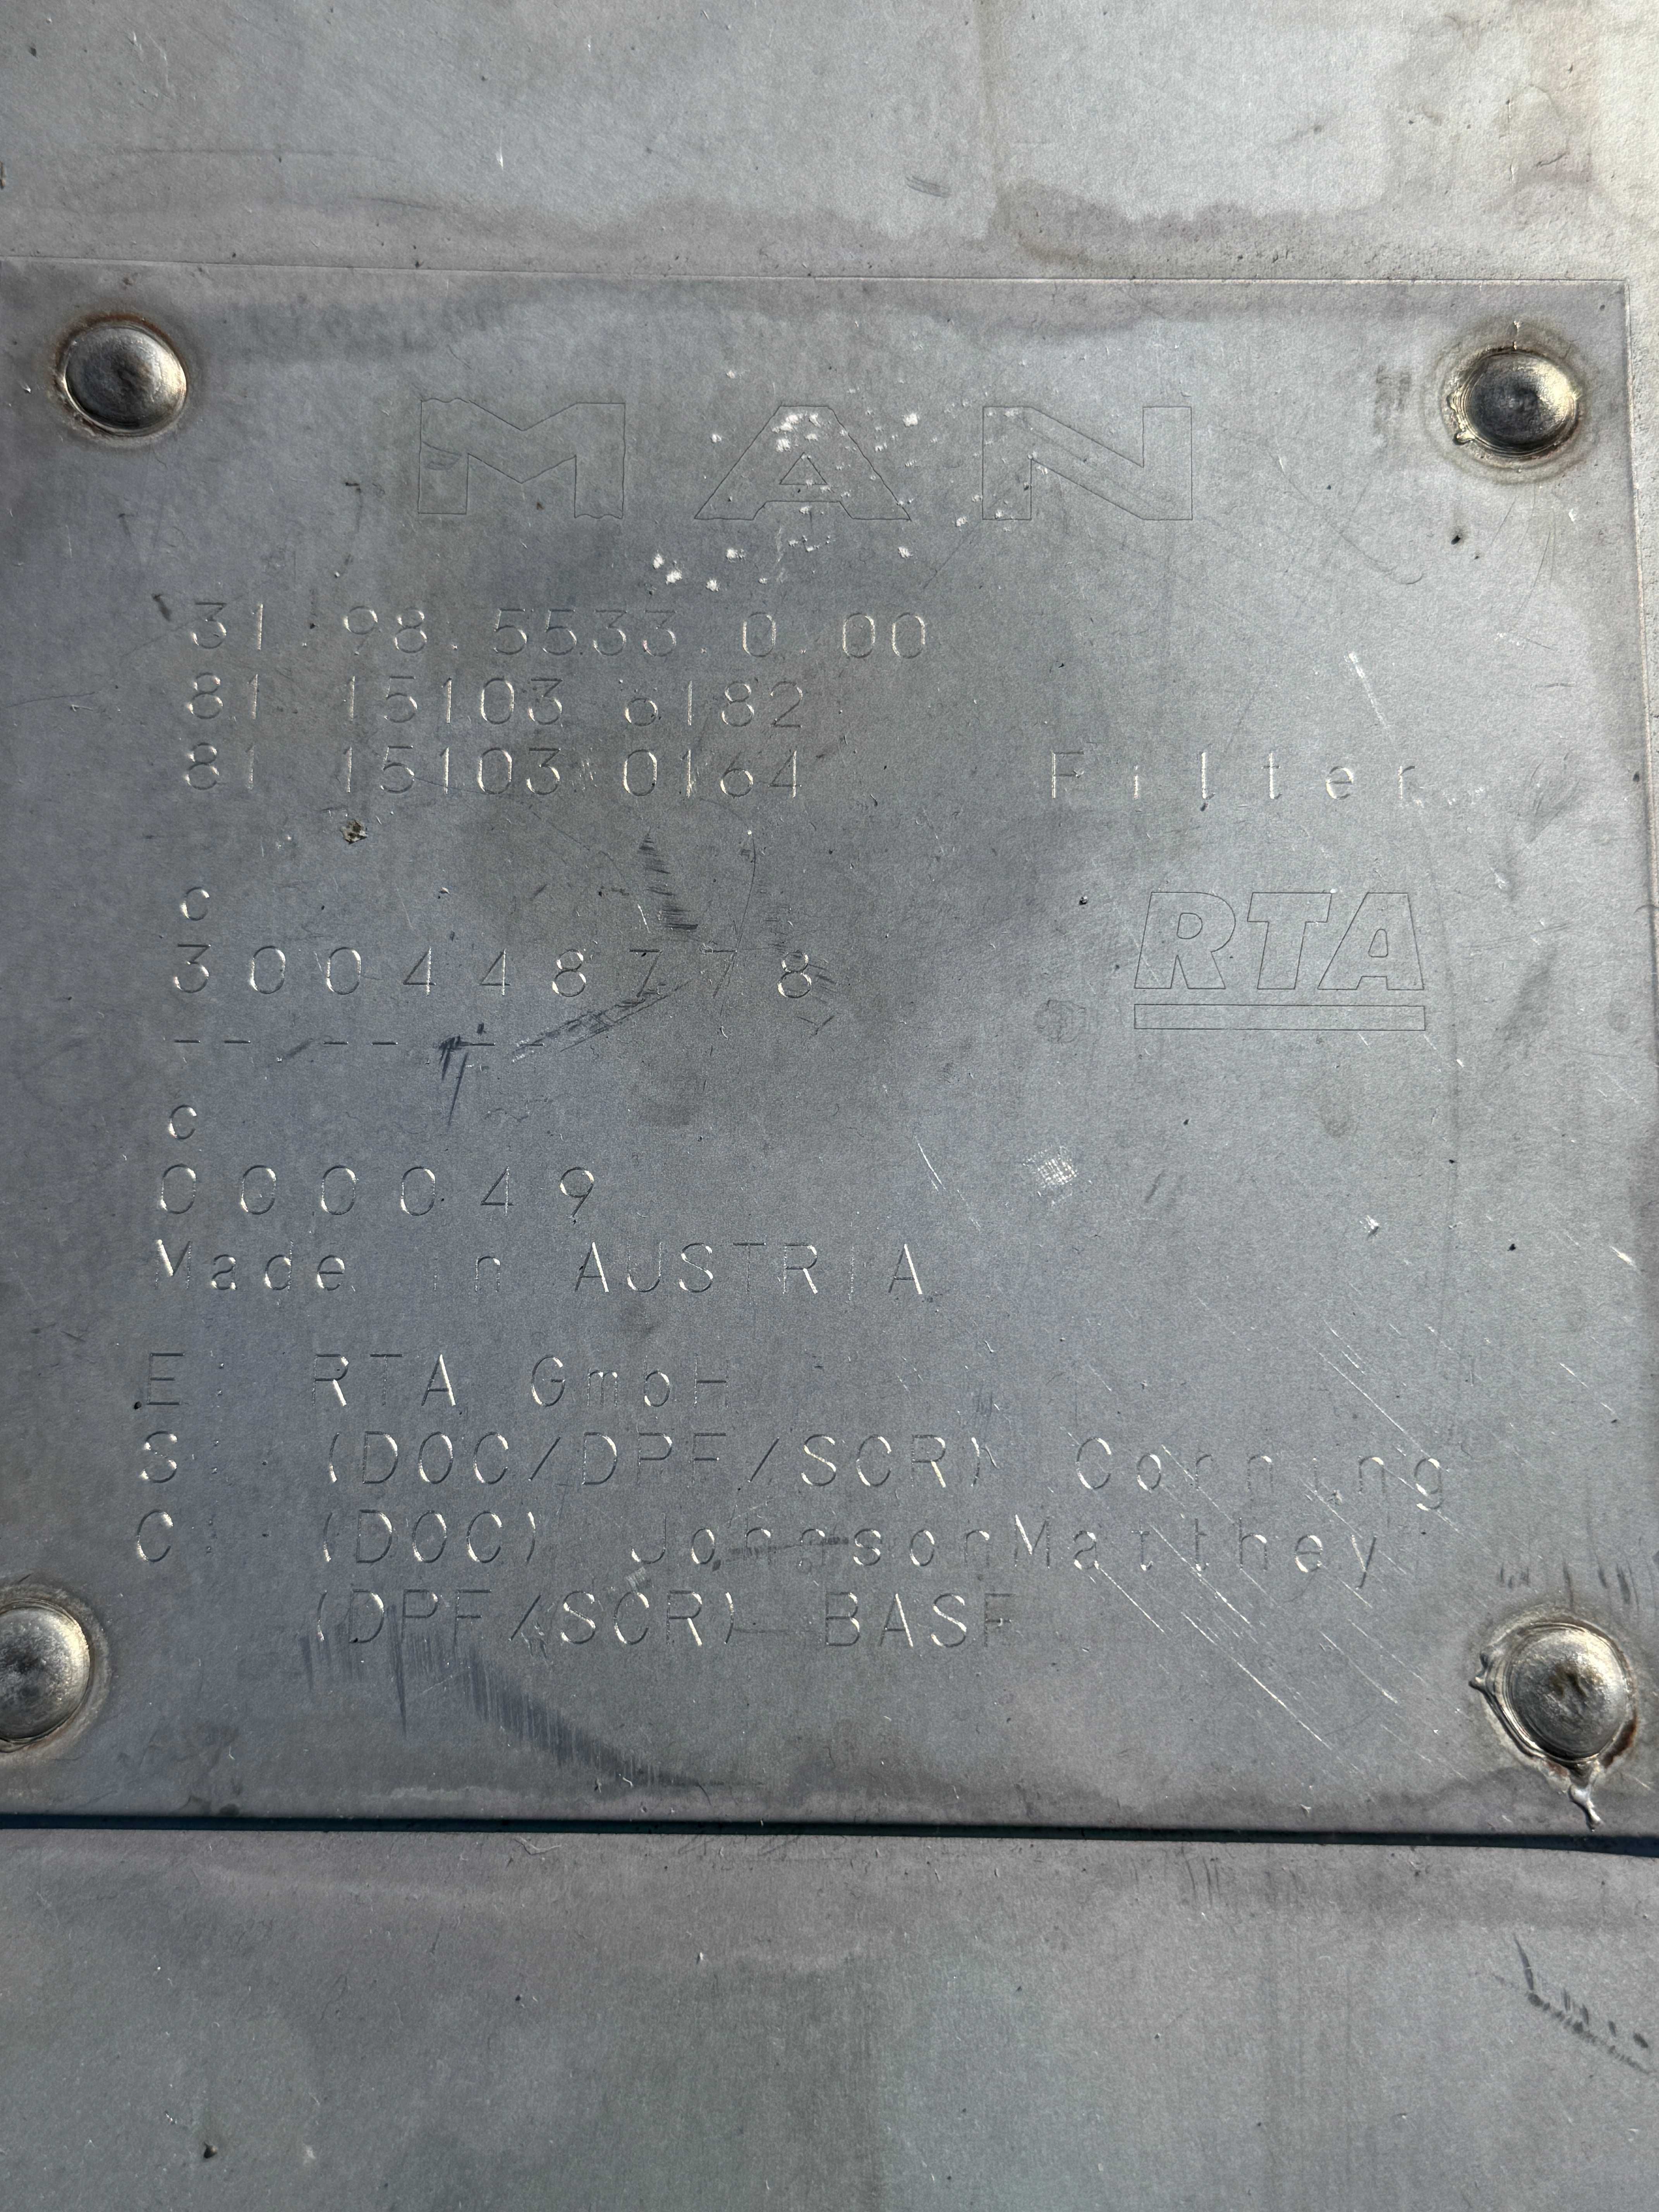 MAN
31.98.5533.0.00
81 15103 6182
81 15103 0164 Filter
c
300448778
-------
c
000049
Made in AUSTRIA
RTA
E: RTA GmbH
S: (DOC/DPF/SCR) Corning
C: (DOC) JohnsonMatthey
(DPF/SCR) BASF